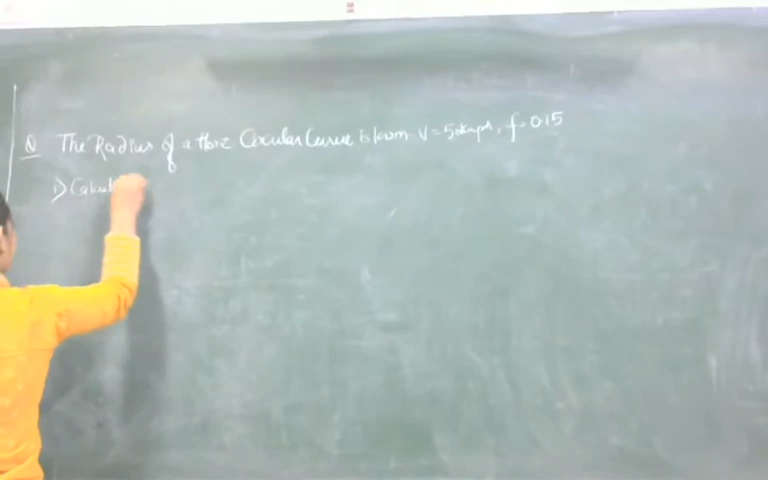 Q The Radius of a Horz Circular Curve is 100m V = 50kmph, f = 0.15
i) Calcul